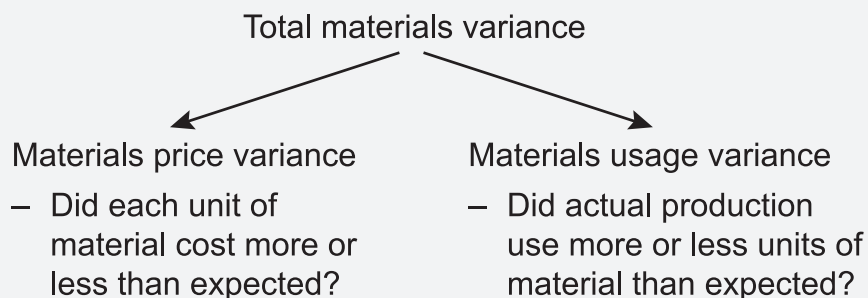 Total materials variance
Materials price variance
– Did each unit of
material cost more or
less than expected?
Materials usage variance
– Did actual production
use more or less units of
material than expected?